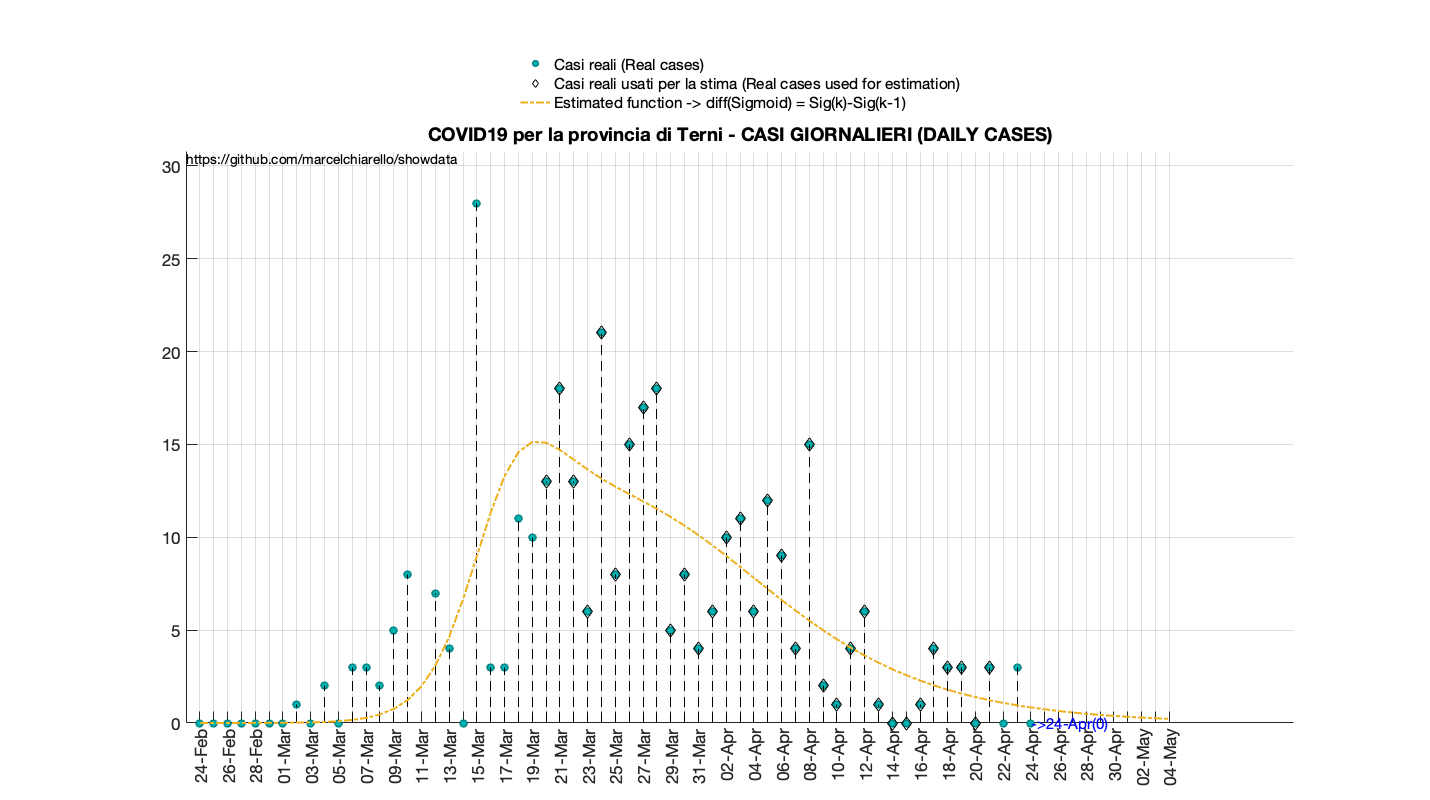 Casi reali (Real cases)
Casi reali usati per la stima (Real cases used for estimation)
Estimated function -> diff(Sigmoid) = Sig(k)-Sig(k-1)
COVID19 per la provincia di Terni - CASI GIORNALIERI (DAILY CASES)
https://github.com/marcelchiarello/showdata
30
25
20
15
10
5
0
->24-Apr(0)
24-Feb
26-Feb
28-Feb
01-Mar
03-Mar
05-Mar
07-Mar
09-Mar
11-Mar
13-Mar
15-Mar
17-Mar
19-Mar
21-Mar
23-Mar
25-Mar
27-Mar
29-Mar
31-Mar
02-Apr
04-Apr
06-Apr
08-Apr
10-Apr
12-Apr
14-Apr
16-Apr
18-Apr
20-Apr
22-Apr
24-Apr
26-Apr
28-Apr
30-Apr
02-May
04-May